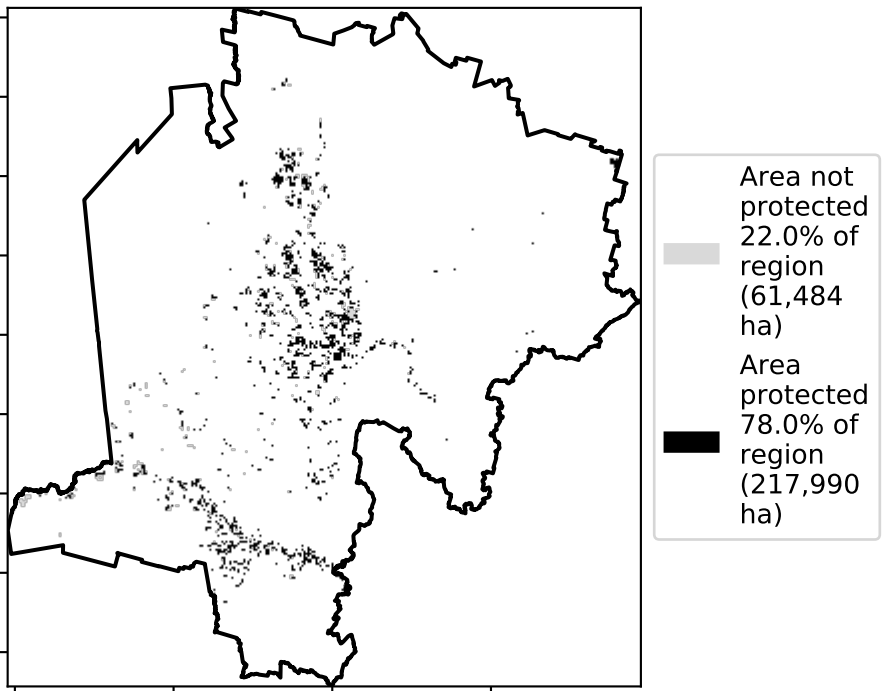 Area not
protected
22.0% of
region
(61,484
ha)
Area
protected
78.0% of
region
(217,990
ha)